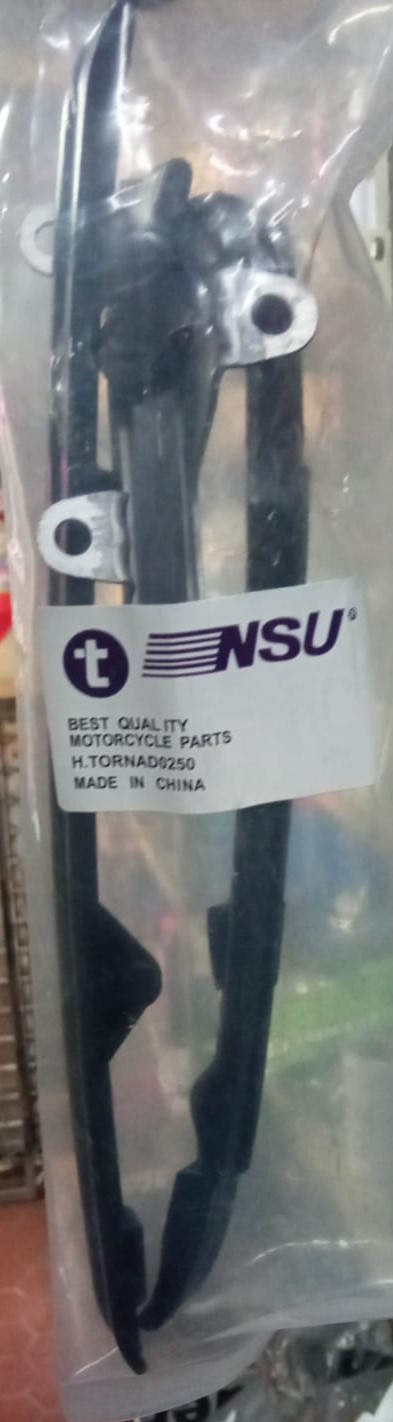 t NSU®
BEST QUALITY
MOTORCYCLE PARTS
H.TORNAD0250
MADE IN CHINA